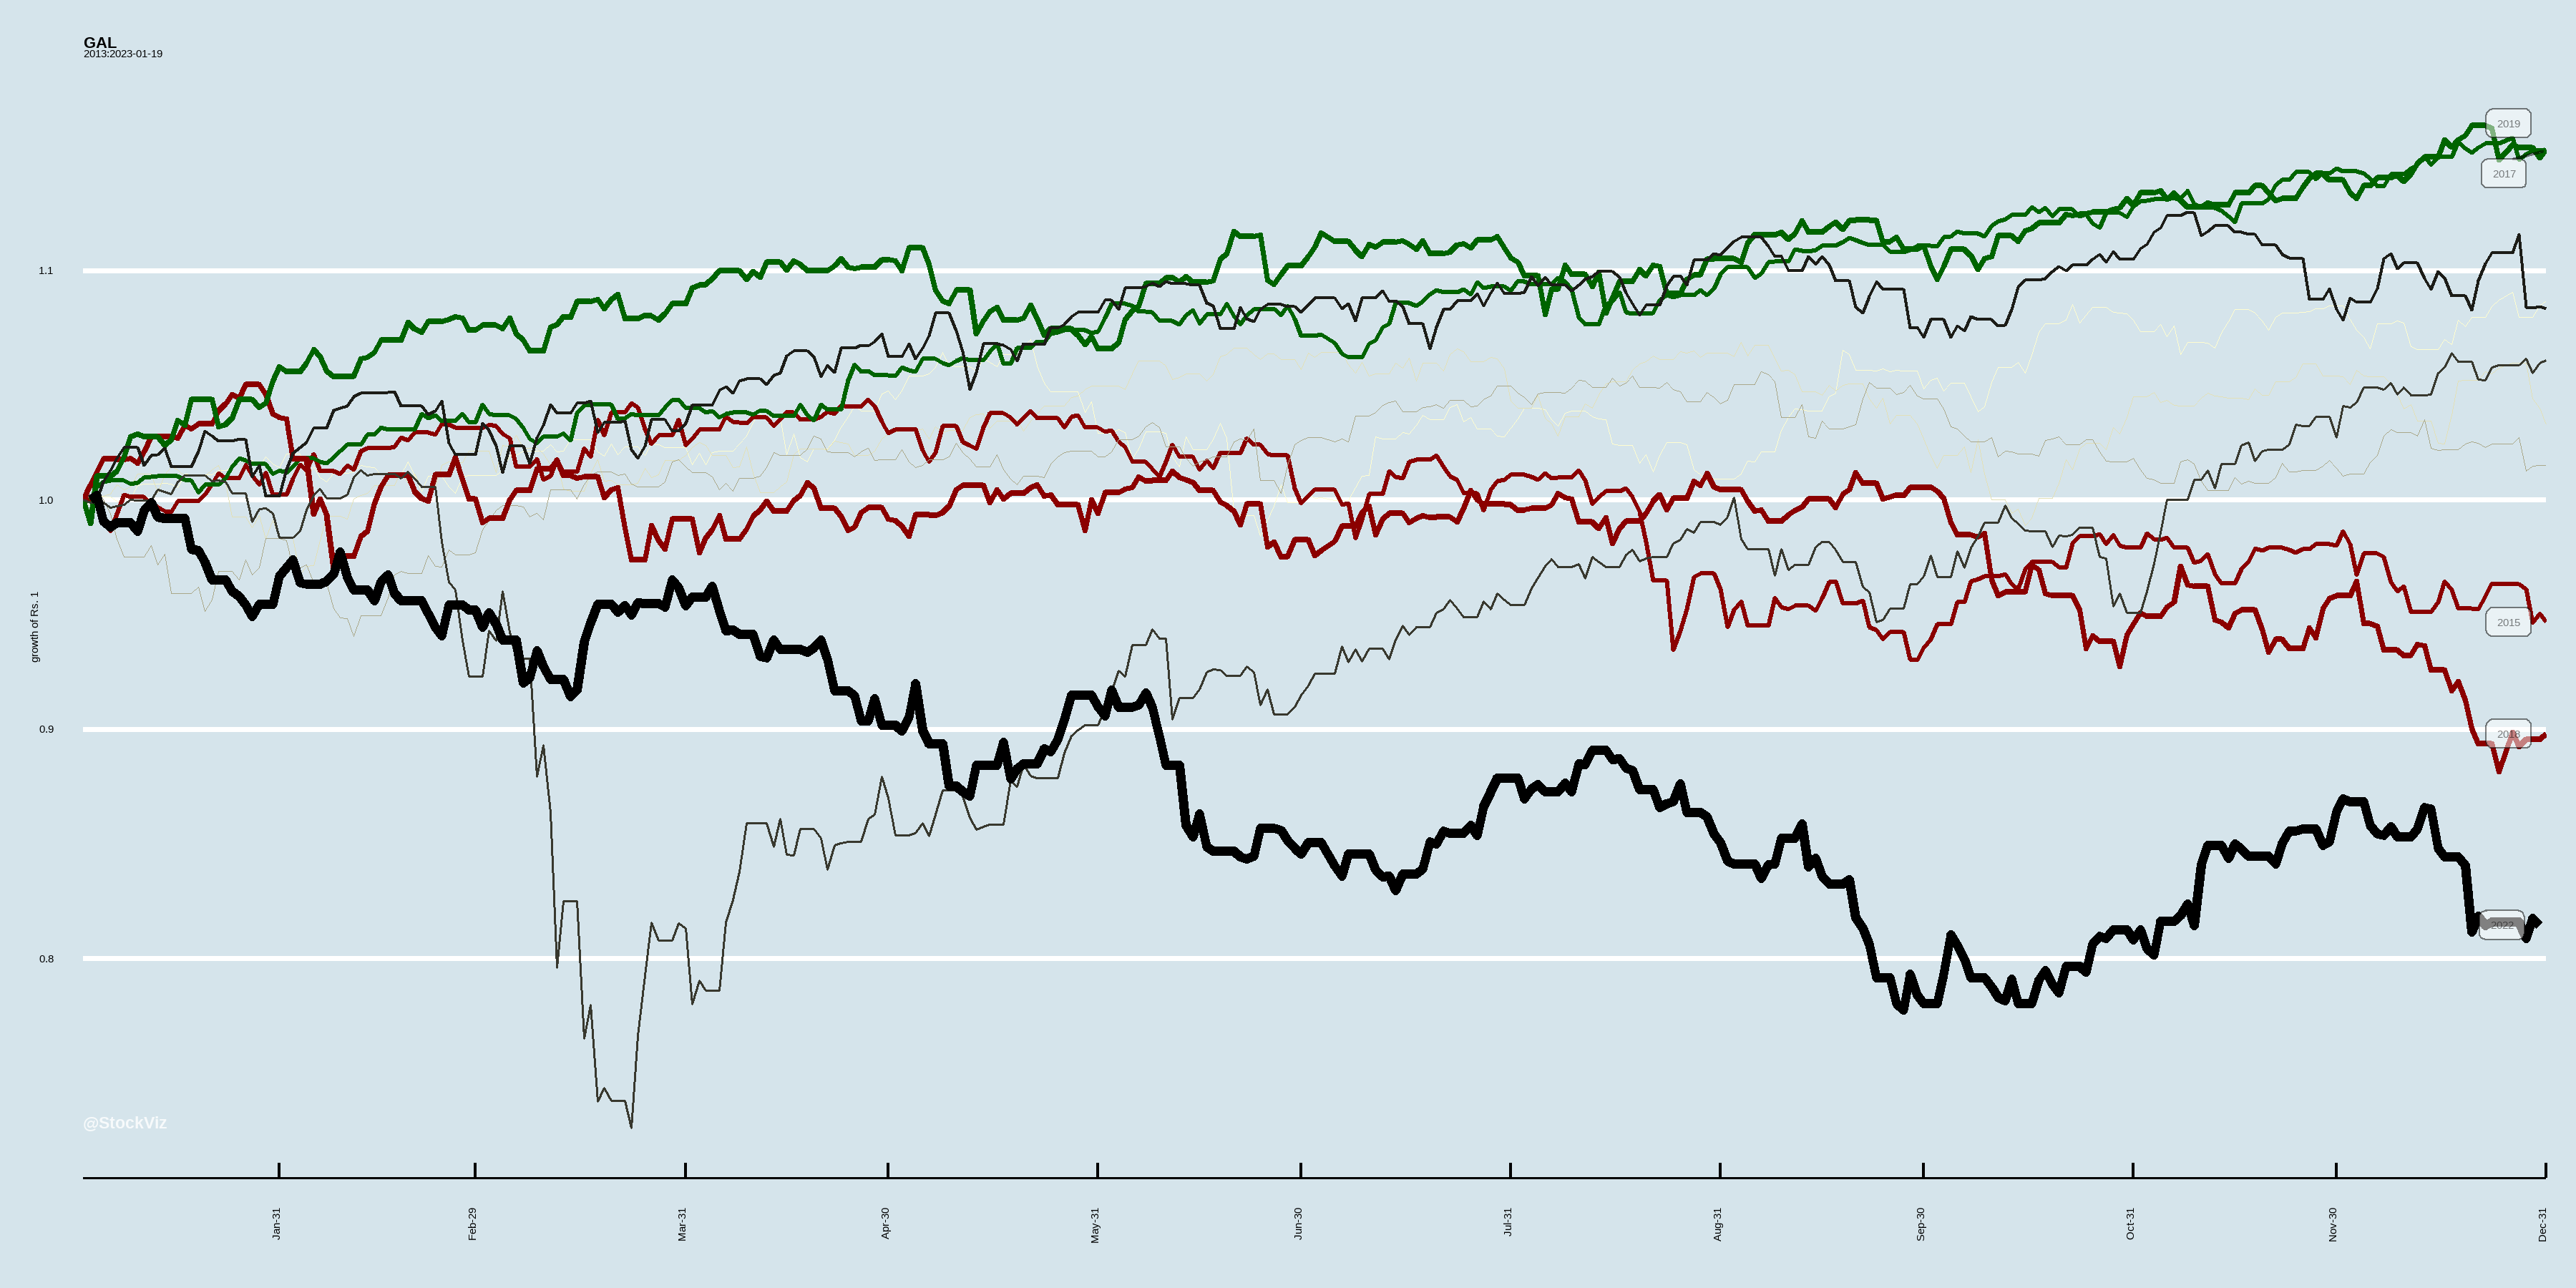 GAL
2013:2023-01-19
2019
2017
1.1
1.0
growth of Rs. 1
2015
0.9
2018
2022
0.8
@StockViz
Jan-31
Feb-29
Mar-31
Apr-30
May-31
Jun-30
Jul-31
Aug-31
Sep-30
Oct-31
Nov-30
Dec-31